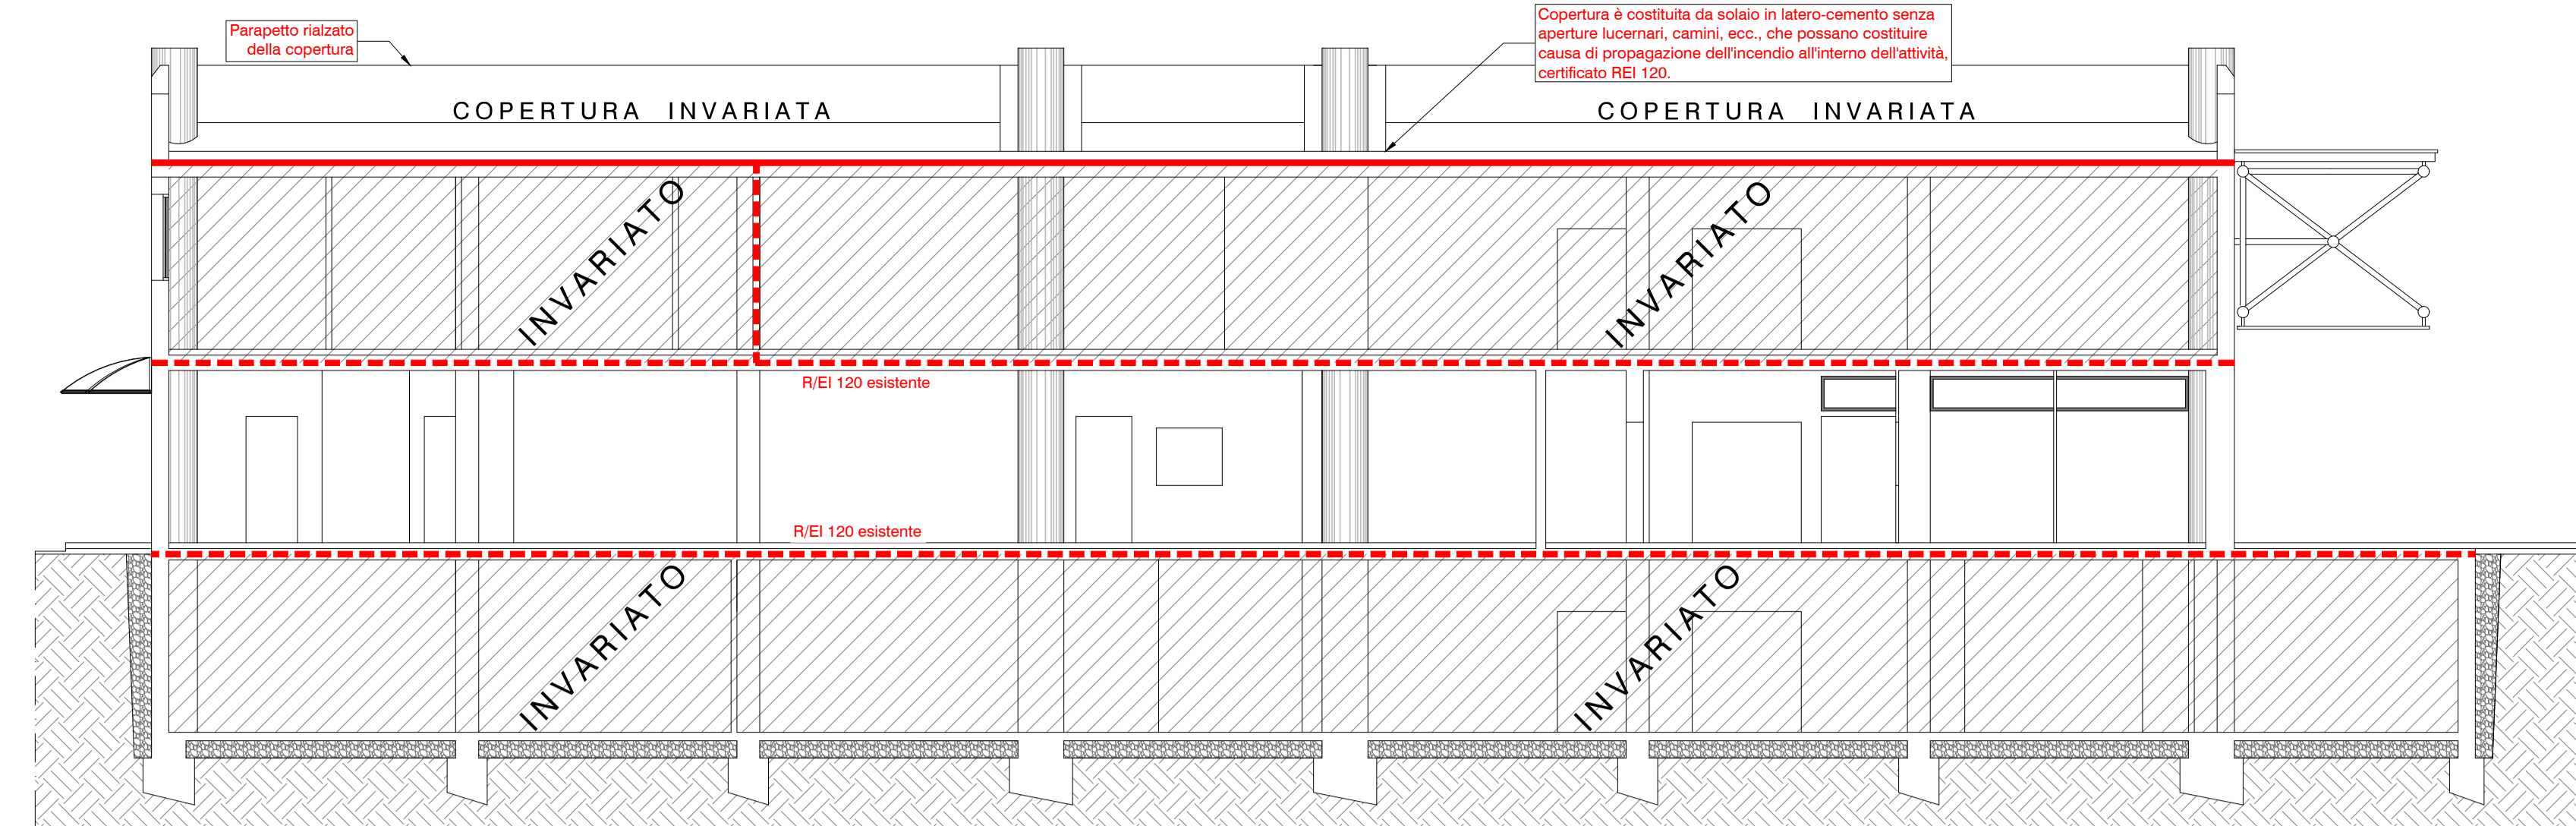 Parapetto rialzato
della copertura
Copertura è costituita da solaio in latero-cemento senza
aperture lucernari, camini, ecc., che possano costituire
causa di propagazione dell'incendio all'interno dell'attività,
certificato REI 120.
COPERTURA INVARIATA
COPERTURA INVARIATA
INVARIATO
INVARIATO
R/EI 120 esistente
R/EI 120 esistente
INVARIATO
INVARIATO